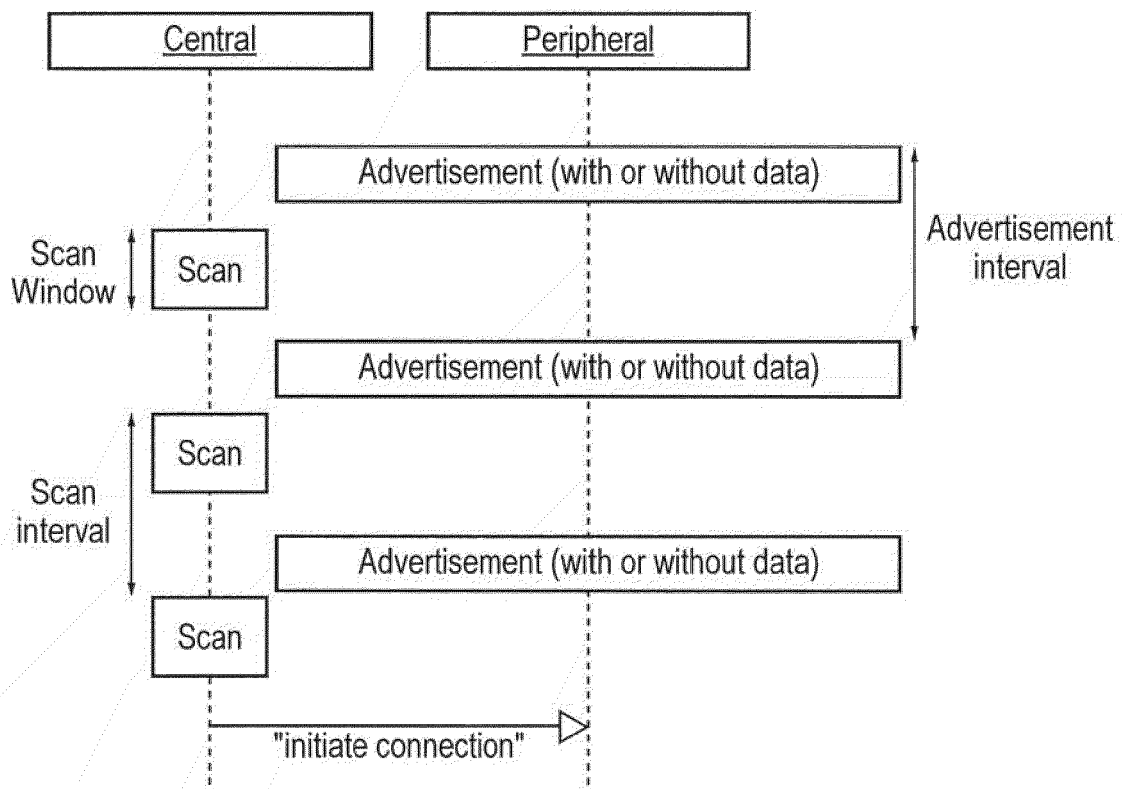 Central
Peripheral
Advertisement (with or without data)
Advertisement
interval
Scan
Window
Scan
Advertisement (with or without data)
Scan
Scan
interval
Advertisement (with or without data)
Scan
"initiate connection"